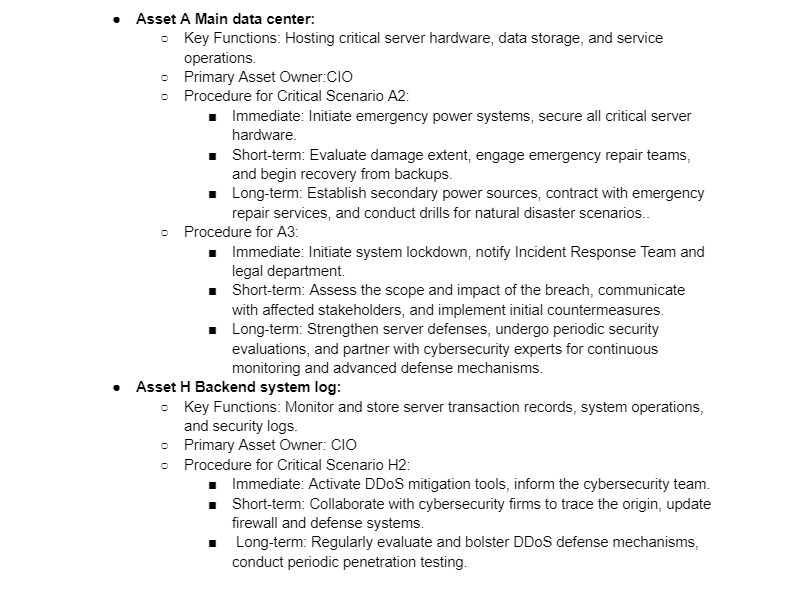 ● Asset A Main data center:
○ Key Functions: Hosting critical server hardware, data storage, and service
operations.
○ Primary Asset Owner:CIO
○ Procedure for Critical Scenario A2:
■ Immediate: Initiate emergency power systems, secure all critical server
hardware.
■ Short-term: Evaluate damage extent, engage emergency repair teams,
and begin recovery from backups.
■ Long-term: Establish secondary power sources, contract with emergency
repair services, and conduct drills for natural disaster scenarios..
○ Procedure for A3:
■ Immediate: Initiate system lockdown, notify Incident Response Team and
legal department.
■ Short-term: Assess the scope and impact of the breach, communicate
with affected stakeholders, and implement initial countermeasures.
■ Long-term: Strengthen server defenses, undergo periodic security
evaluations, and partner with cybersecurity experts for continuous
monitoring and advanced defense mechanisms.
● Asset H Backend system log:
○ Key Functions: Monitor and store server transaction records, system operations,
and security logs.
○ Primary Asset Owner: CIO
○ Procedure for Critical Scenario H2:
■ Immediate: Activate DDoS mitigation tools, inform the cybersecurity team.
■ Short-term: Collaborate with cybersecurity firms to trace the origin, update
firewall and defense systems.
■ Long-term: Regularly evaluate and bolster DDoS defense mechanisms,
conduct periodic penetration testing.